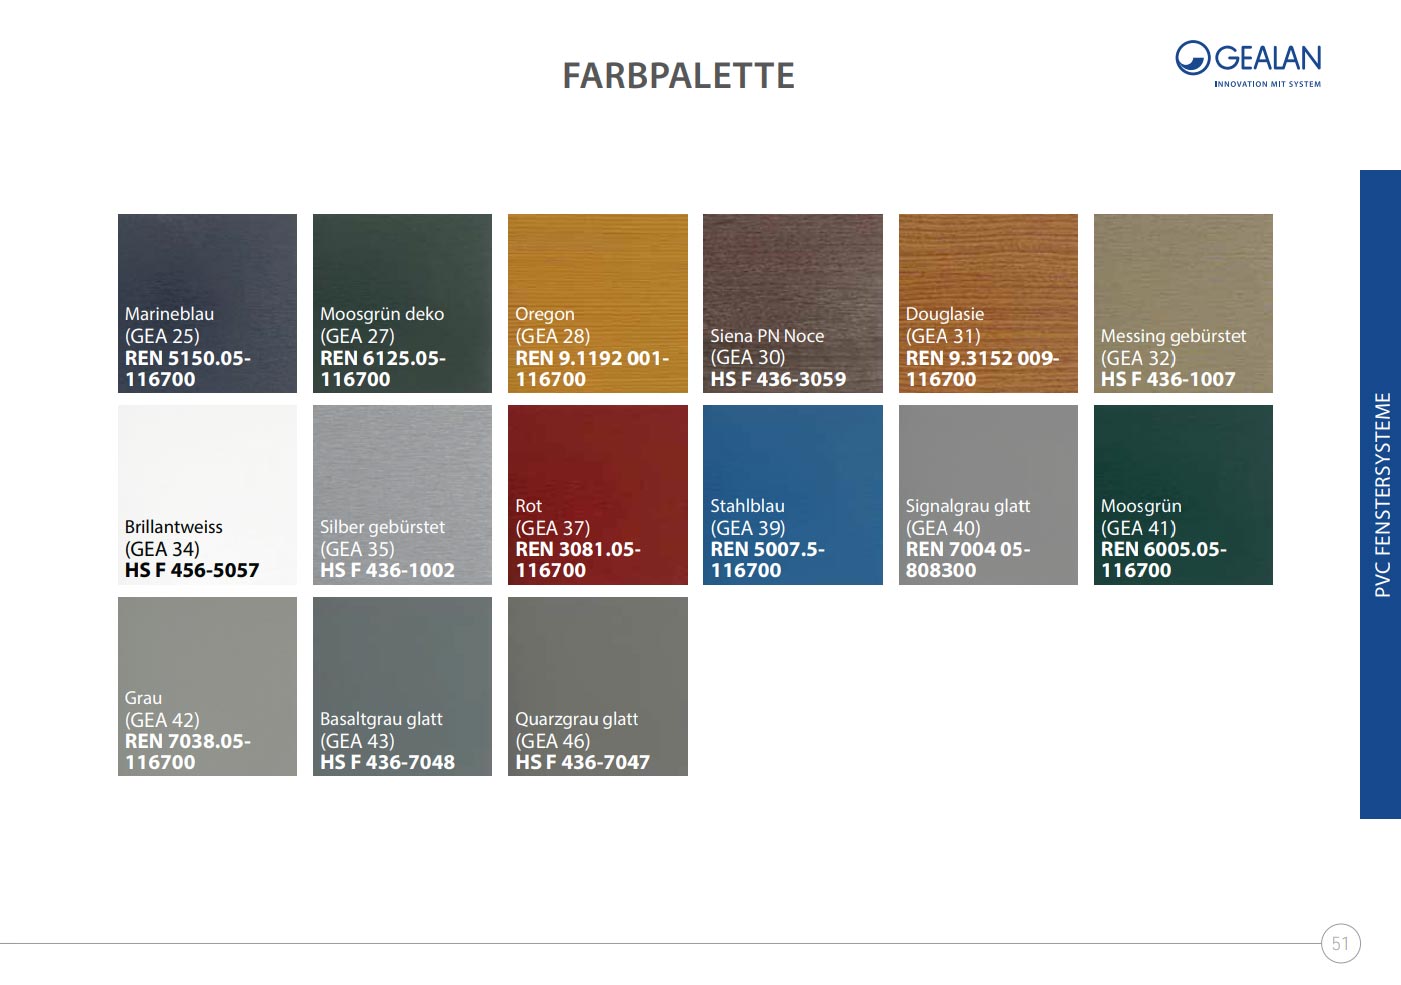 FARBPALETTE
GEALAN
INNOVATION MIT SYSTEM
Marineblau
(GEA 25)
REN 5150.05-
116700
Moosgrün deko
(GEA 27)
REN 6125.05-
116700
Oregon
(GEA 28)
REN 9.1192 001-
116700
Siena PN Noce
(GEA 30)
HS F 436-3059
Douglasie
(GEA 31)
REN 9.3152 009-
116700
Messing gebürstet
(GEA 32)
HS F 436-1007
Brillantweiss
(GEA 34)
HS F 456-5057
Silber gebürstet
(GEA 35)
HS F 436-1002
Rot
(GEA 37)
REN 3081.05-
116700
Stahlblau
(GEA 39)
REN 5007.5-
116700
Signalgrau glatt
(GEA 40)
REN 7004 05-
808300
Moosgrün
(GEA 41)
REN 6005.05-
116700
Grau
(GEA 42)
REN 7038.05-
116700
Basaltgrau glatt
(GEA 43)
HS F 436-7048
Quarzgrau glatt
(GEA 46)
HS F 436-7047
PVC FENSTERSYSTEME
51